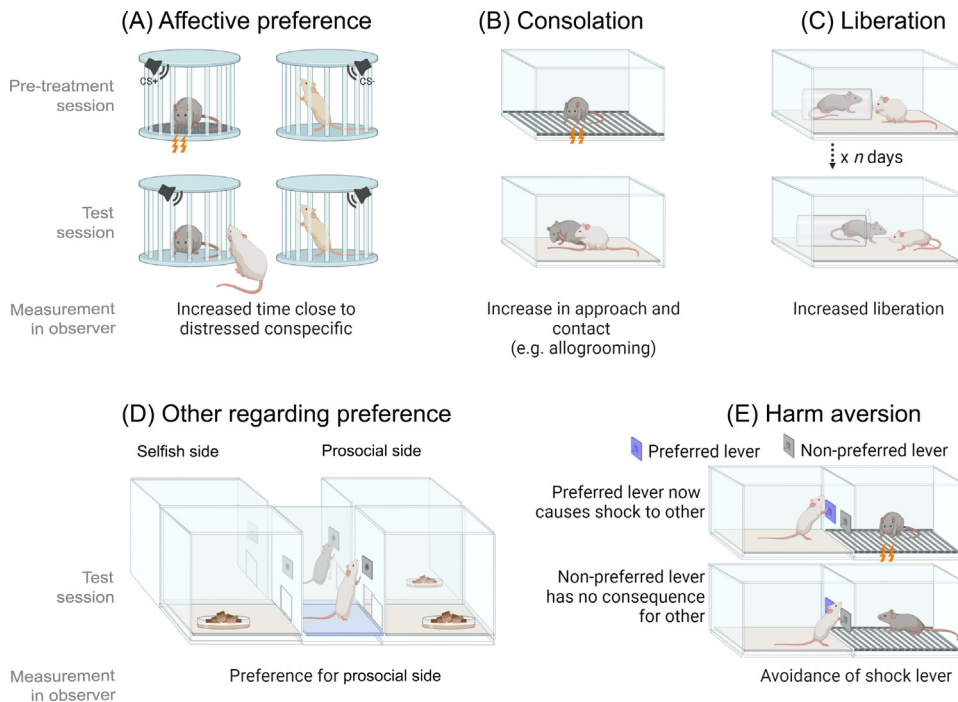 (A) Affective preference
(B) Consolation
(C) Liberation
Pre-treatment
session
CS+
CS-
x n days
Test
session
Measurement
in observer
Increased time close to
distressed conspecific
Increase in approach and
contact
(e.g. allogrooming)
Increased liberation
(D) Other regarding preference
Selfish side
Prosocial side
Test
session
Measurement
in observer
Preference for prosocial side
(E) Harm aversion
Preferred lever
Non-preferred lever
Preferred lever now
causes shock to other
Non-preferred lever
has no consequence
for other
Avoidance of shock lever